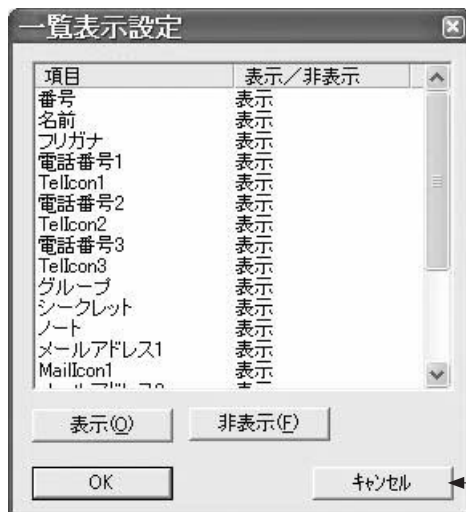 一覧表示設定
項目 表示／非表示
番号 表示
名前 表示
フリガナ 表示
電話番号1 表示
TelIcon1 表示
電話番号2 表示
TelIcon2 表示
電話番号3 表示
TelIcon3 表示
グループ 表示
シークレット 表示
ノート 表示
メールアドレス1 表示
MailIcon1 表示
表示(O) 非表示(F)
OK キャンセル